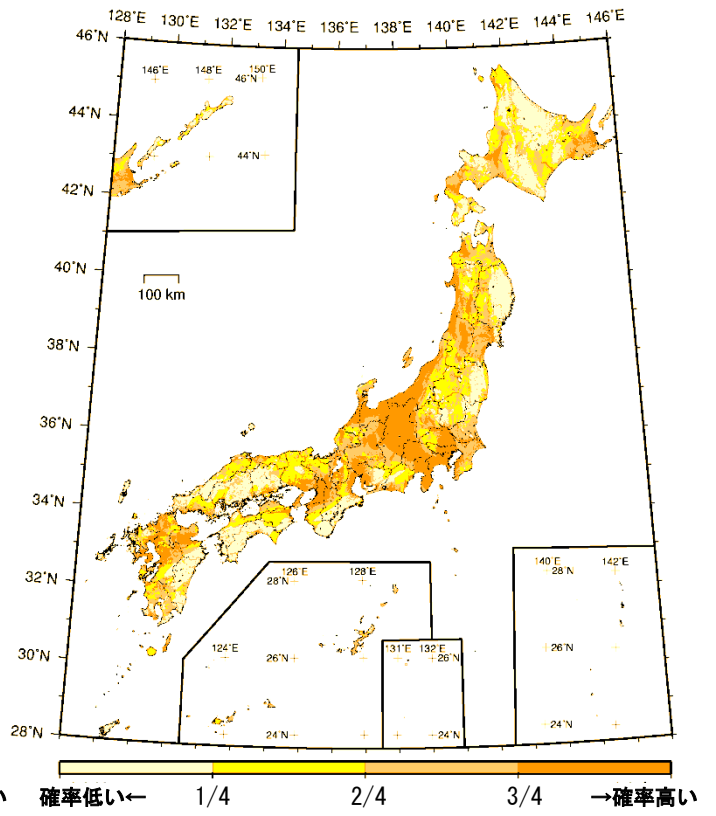 128°E 130°E 132°E 134°E 136°E 138°E 140°E 142°E 144°E 146°E
46°N
146°E 148°E 150°E
46°N
44°N
44°N
42°N
40°N
100 km
38°N
36°N
34°N
32°N
126°E 128°E
28°N
140°E 142°E
28°N
30°N
124°E
26°N
131°E 132°E
26°N
26°N
28°N
24°N
24°N
24°N
い 確率低い← 1/4 2/4 3/4 →確率高い